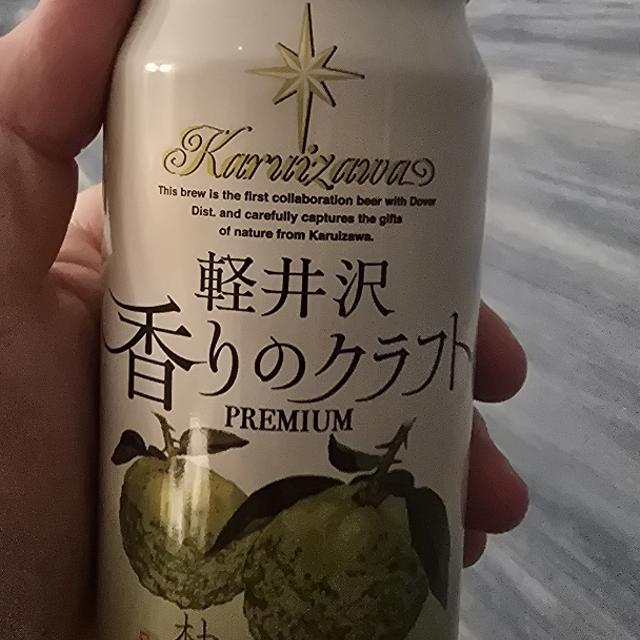 Karuizawa
This brew is the first collaboration beer with Dover
Dist. and carefully captures the gifts
of nature from Karuizawa.
軽井沢
香りのクラフト
PREMIUM